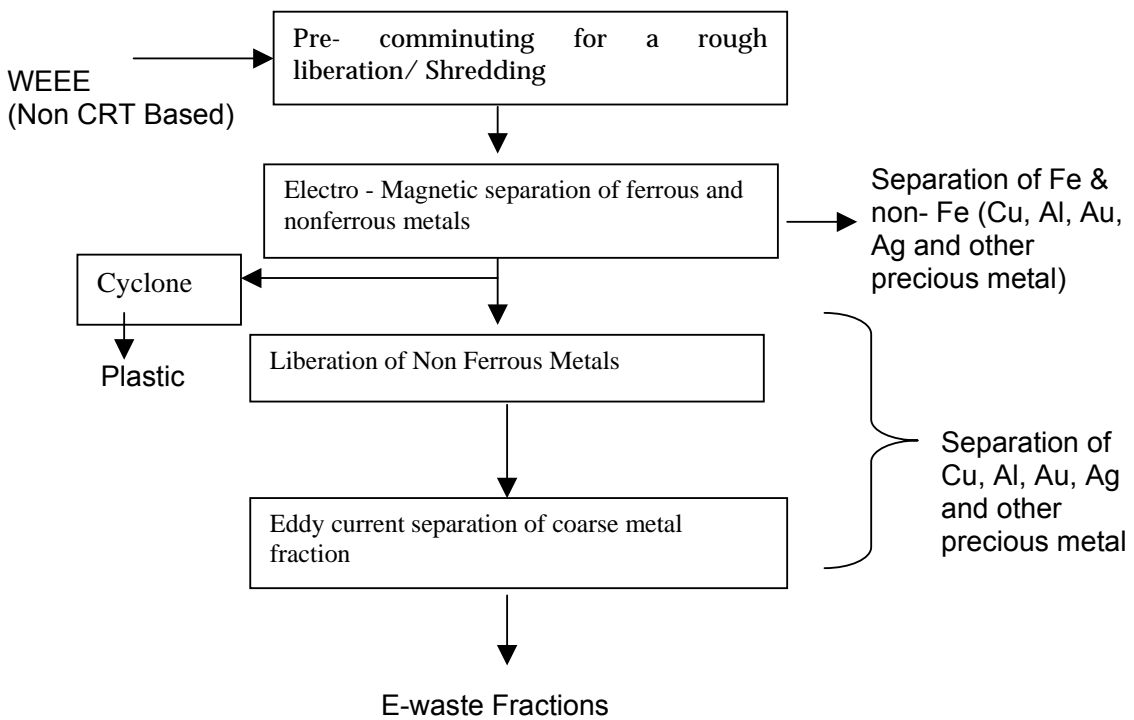 Pre- comminuting for a rough
liberation/ Shredding
WEEE
(Non CRT Based)
Electro - Magnetic separation of ferrous and
nonferrous metals
Separation of Fe &
non- Fe (Cu, Al, Au,
Ag and other
precious metal)
Cyclone
Plastic
Liberation of Non Ferrous Metals
Separation of
Cu, Al, Au, Ag
and other
precious metal
Eddy current separation of coarse metal
fraction
E-waste Fractions